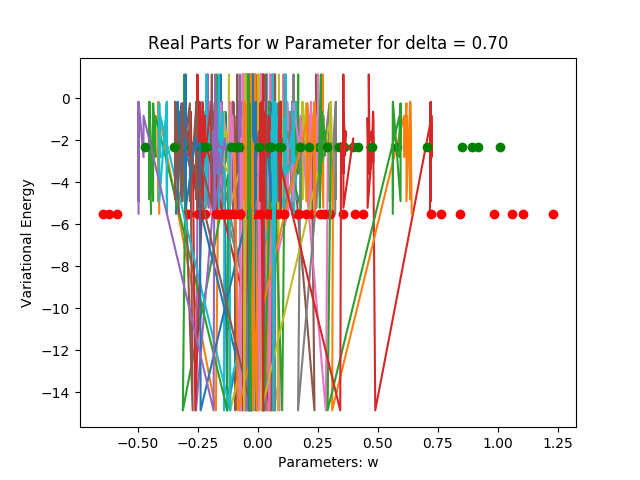 Real Parts for w Parameter for delta = 0.70
Variational Energy
0
−2
−4
−6
−8
−10
−12
−14
−0.50 −0.25 0.00 0.25 0.50 0.75 1.00 1.25
Parameters: w